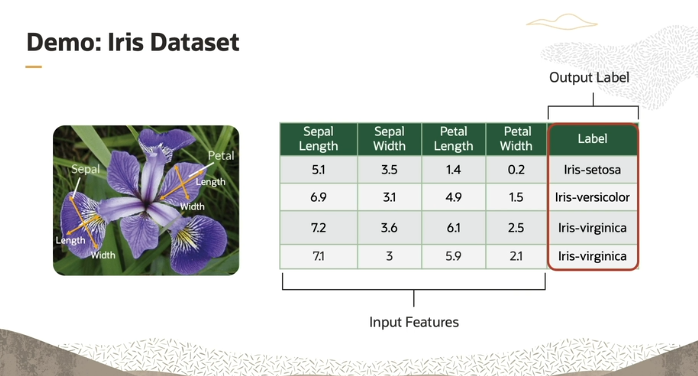 Demo: Iris Dataset
Output Label
Sepal Length Sepal Width Petal Length Petal Width Label
5.1 3.5 1.4 0.2 Iris-setosa
6.9 3.1 4.9 1.5 Iris-versicolor
7.2 3.6 6.1 2.5 Iris-virginica
7.1 3 5.9 2.1 Iris-virginica
Input Features
Sepal
Petal
Length
Width
Length
Width